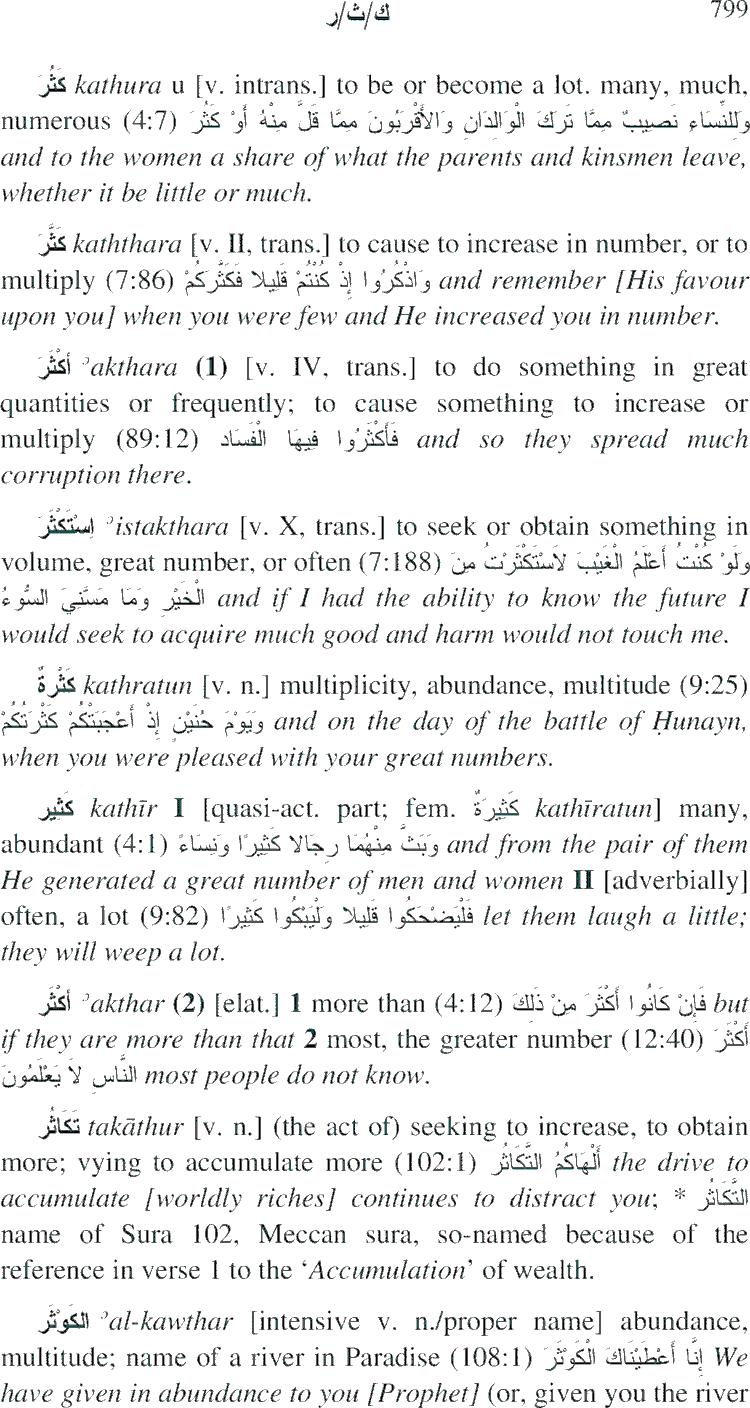 ك/ث/ر 799
كَثُرَ kathura u [v. intrans.] to be or become a lot. many, much,
numerous (4:7) وَلِلنِّسَاءِ نَصِيبٌ مِمَّا تَرَكَ الْوَالِدَانِ وَالأَقْرَبُونَ مِمَّا قَلَّ مِنْهُ أَوْ كَثُرَ
and to the women a share of what the parents and kinsmen leave,
whether it be little or much.
كَثَّرَ kaththara [v. II, trans.] to cause to increase in number, or to
multiply (7:86) وَاذْكُرُوا إِذْ كُنْتُمْ قَلِيلا فَكَثَّرَكُمْ and remember [His favour
upon you] when you were few and He increased you in number.
أَكْثَرَ ʾakthara (1) [v. IV, trans.] to do something in great
quantities or frequently; to cause something to increase or
multiply (89:12) فَأَكْثَرُوا فِيهَا الْفَسَاد and so they spread much
corruption there.
اِسْتَكْثَرَ ʾistakthara [v. X, trans.] to seek or obtain something in
volume, great number, or often (7:188) وَلَوْ كُنْتُ أَعْلَمُ الْغَيْبَ لاَسْتَكْثَرْتُ مِنَ
الْخَيْرِ وَمَا مَسَّنِيَ السُّوءُ and if I had the ability to know the future I
would seek to acquire much good and harm would not touch me.
كَثْرَةٌ kathratun [v. n.] multiplicity, abundance, multitude (9:25)
وَيَوْمَ حُنَيْنٍ إِذْ أَعْجَبَتْكُمْ كَثْرَتُكُمْ and on the day of the battle of Ḥunayn,
when you were pleased with your great numbers.
كَثِير kathīr I [quasi-act. part; fem. كَثِيرَةٌ kathīratun] many,
abundant (4:1) وَبَثَّ مِنْهُمَا رِجَالا كَثِيرًا وَنِسَاءً and from the pair of them
He generated a great number of men and women II [adverbially]
often, a lot (9:82) فَلْيَضْحَكُوا قَلِيلا وَلْيَبْكُوا كَثِيرًا let them laugh a little;
they will weep a lot.
أَكْثَر ʾakthar (2) [elat.] 1 more than (4:12) فَإِنْ كَانُوا أَكْثَرَ مِنْ ذَلِكَ but
if they are more than that 2 most, the greater number (12:40) أَكْثَرَ
النَّاسِ لاَ يَعْلَمُونَ most people do not know.
تَكَاثُر takāthur [v. n.] (the act of) seeking to increase, to obtain
more; vying to accumulate more (102:1) أَلْهَاكُمُ التَّكَاثُر the drive to
accumulate [worldly riches] continues to distract you; * التَّكَاثُر
name of Sura 102, Meccan sura, so-named because of the
reference in verse 1 to the ‘Accumulation’ of wealth.
الكَوْثَر ʾal-kawthar [intensive v. n./proper name] abundance,
multitude; name of a river in Paradise (108:1) إِنَّا أَعْطَيْنَاكَ الْكَوْثَرَ We
have given in abundance to you [Prophet] (or, given you the river